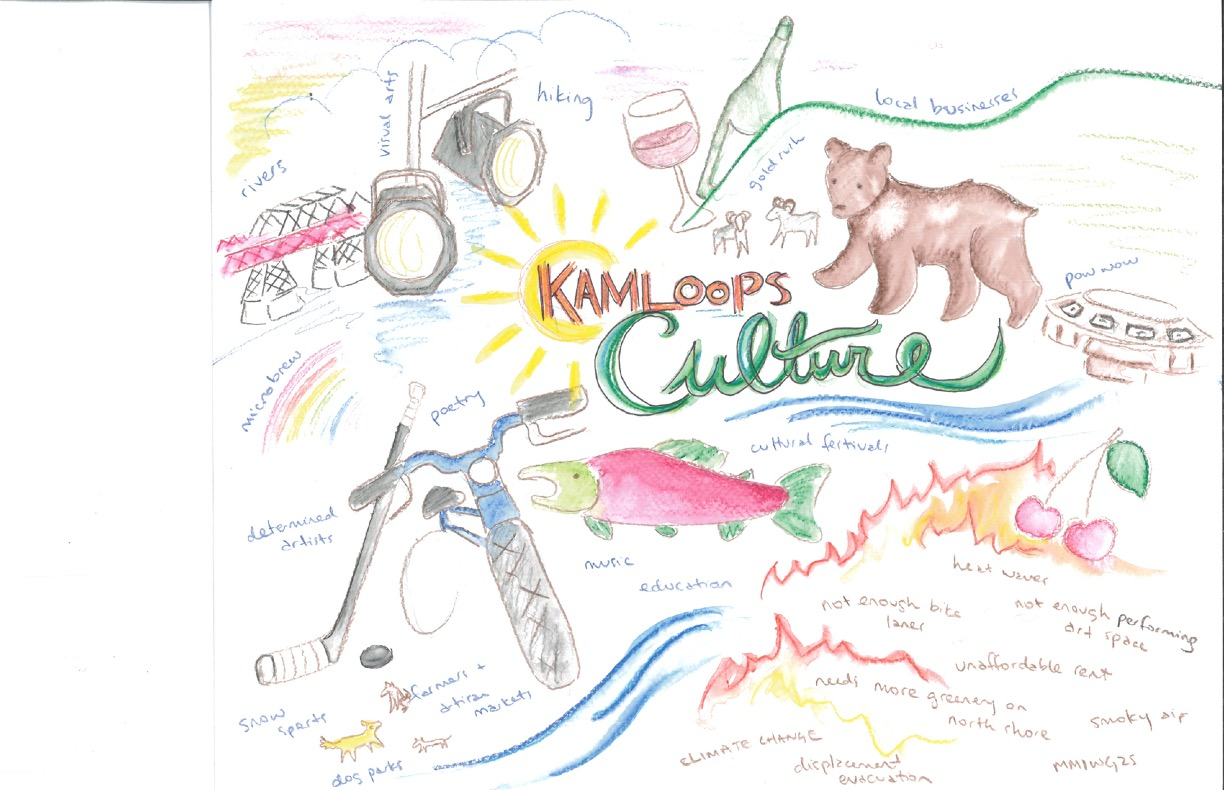 visual arts
hiking
local businesses
rivers
gold rush
KAMLOOPS
Culture
pow wow
microbrew
poetry
cultural festivals
determined
artists
music
education
heat waves
not enough bike
lanes
not enough performing
art space
unaffordable rent
needs more greenery on
north shore
smoky air
farmers +
artisan
markets
snow
sports
dog parks
CLIMATE CHANGE
displacement
evacuation
MMIWG2S